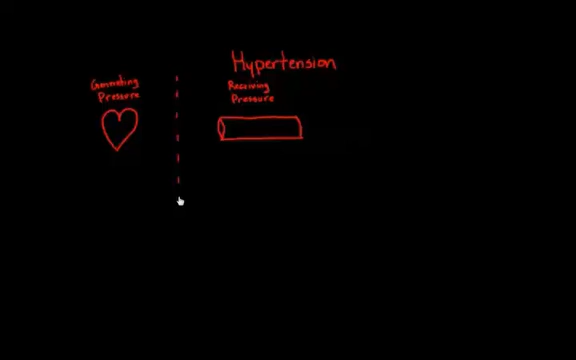 Hypertension
Generating
Pressure
Receiving
Pressure